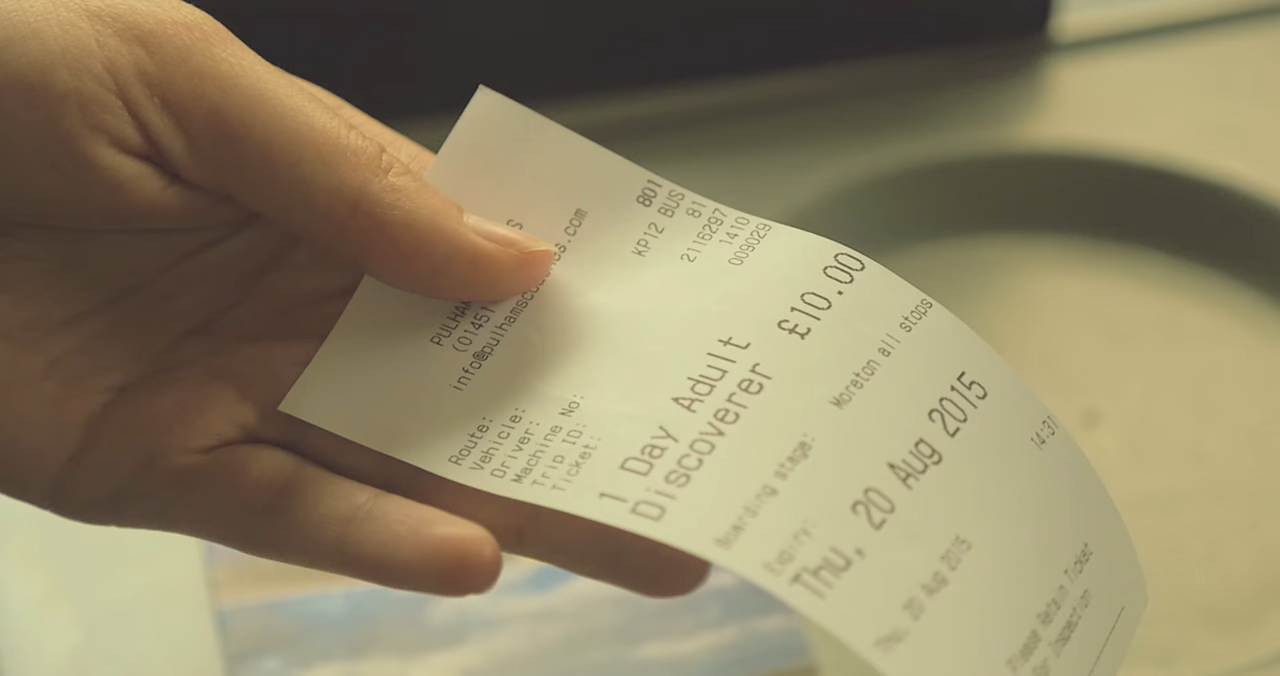 PULHAM S
(01451
info@pulhamscoaches.com
Route: 801
Vehicle: KP12 BUS
Driver: 81
Machine No: 2116297
Trip ID: 1410
Ticket: 009029
1 Day Adult
Discoverer £10.00
Boarding stage: Moreton all stops
Expiry:
Thu, 20 Aug 2015
Thu, 20 Aug 2015 14:31
Please Retain Ticket
For Inspection